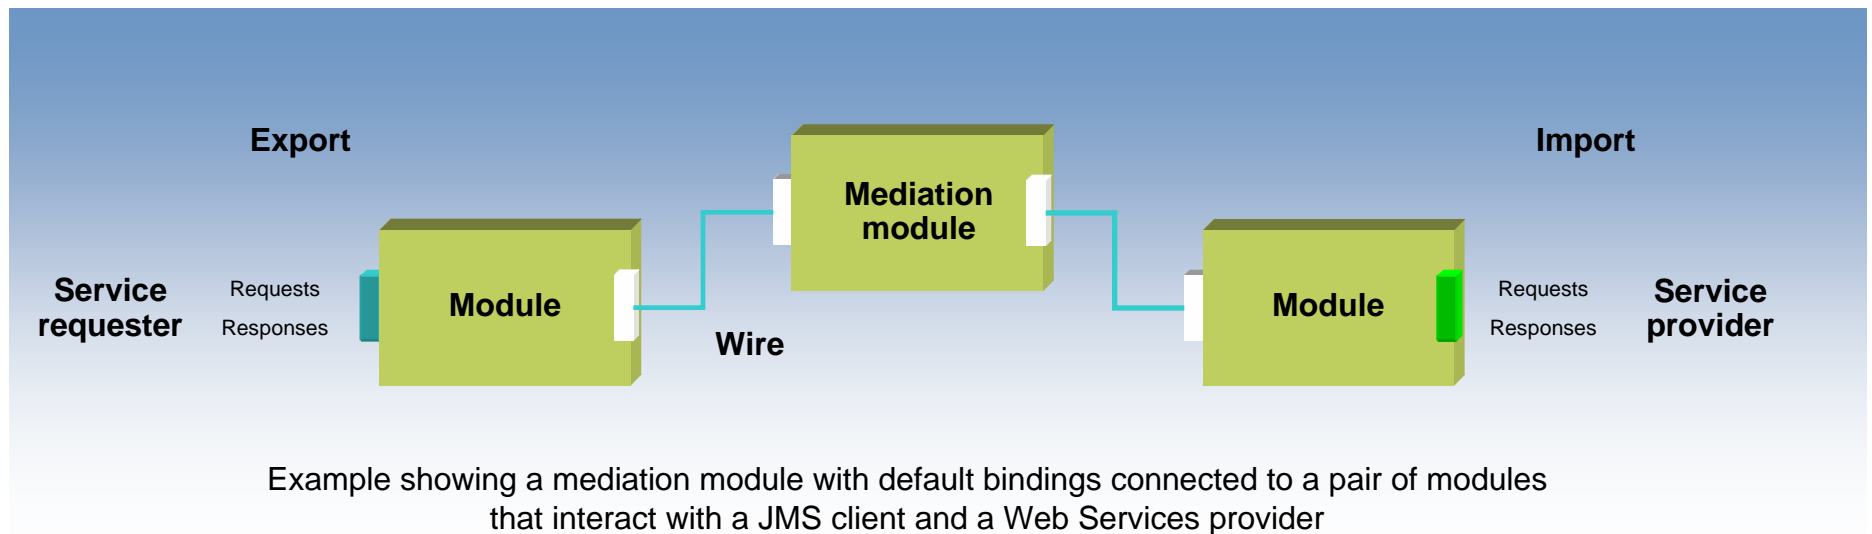 Export
Import
Mediation
module
Service
requester
Requests
Responses
Module
Wire
Module
Requests
Responses
Service
provider
Example showing a mediation module with default bindings connected to a pair of modules
that interact with a JMS client and a Web Services provider